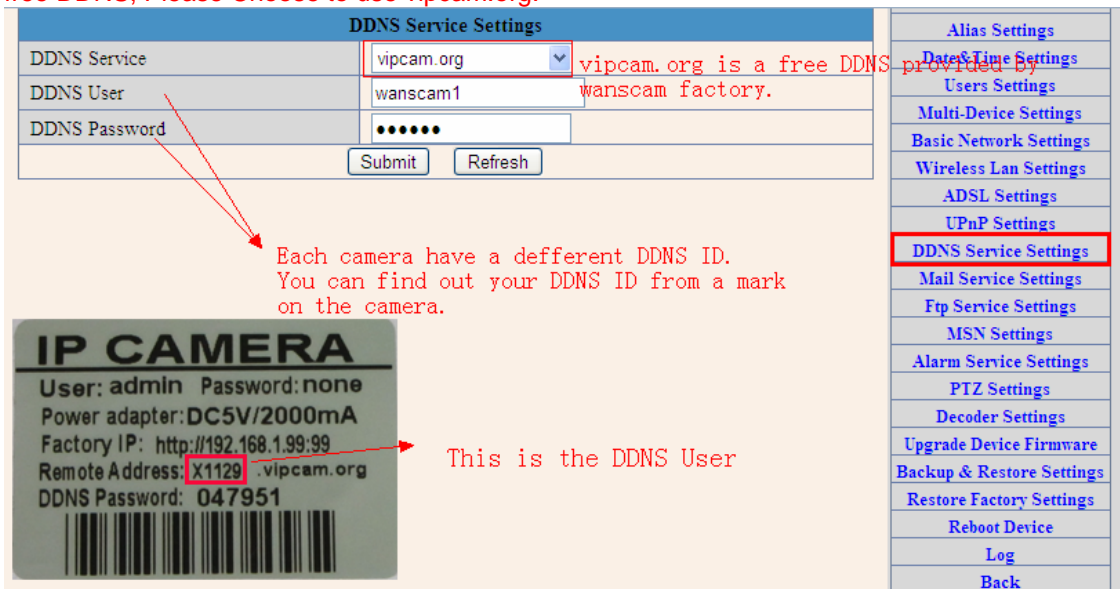 free DDNS, Please Choose to use vipcam.org.
DDNS Service Settings
DDNS Service
vipcam.org
vipcam.org is a free DDNS provided by
wanscam factory.
DDNS User
wanscam1
DDNS Password
●●●●●●
Submit
Refresh
Each camera have a defferent DDNS ID.
You can find out your DDNS ID from a mark
on the camera.
IP CAMERA
User: admin Password: none
Power adapter: DC5V/2000mA
Factory IP: http://192.168.1.99:99
Remote Address: X1129 .vipcam.org
DDNS Password: 047951
This is the DDNS User
Alias Settings
Date&Time Settings
Users Settings
Multi-Device Settings
Basic Network Settings
Wireless Lan Settings
ADSL Settings
UPnP Settings
DDNS Service Settings
Mail Service Settings
Ftp Service Settings
MSN Settings
Alarm Service Settings
PTZ Settings
Decoder Settings
Upgrade Device Firmware
Backup & Restore Settings
Restore Factory Settings
Reboot Device
Log
Back